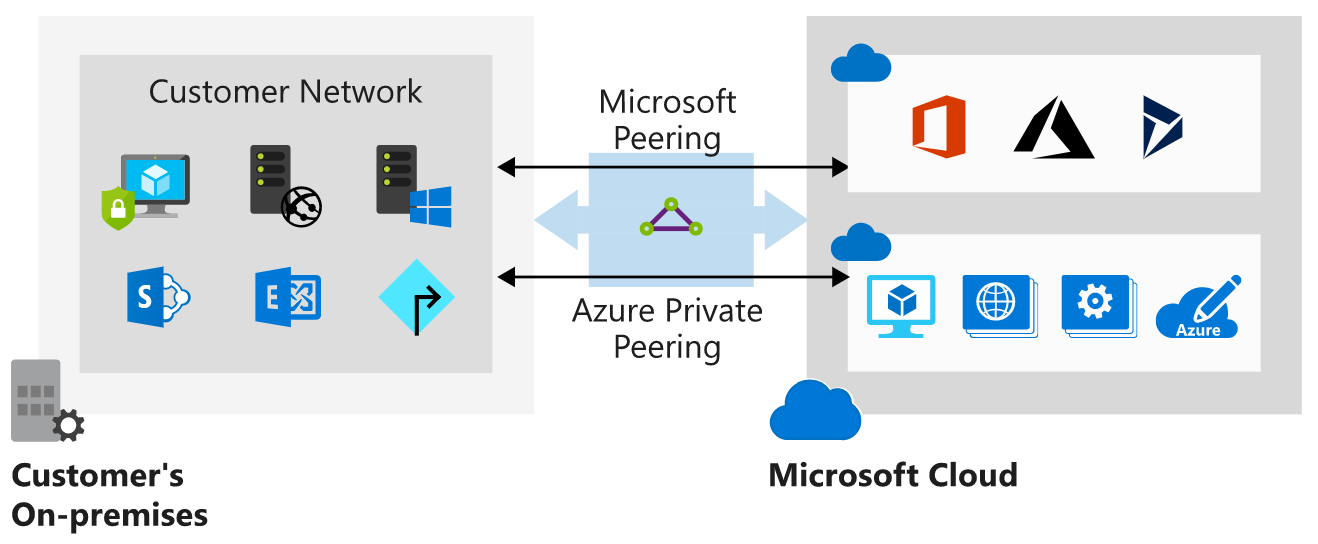 Customer Network
Microsoft
Peering
S
E
Azure Private
Peering
Azure
Customer's
On-premises
Microsoft Cloud